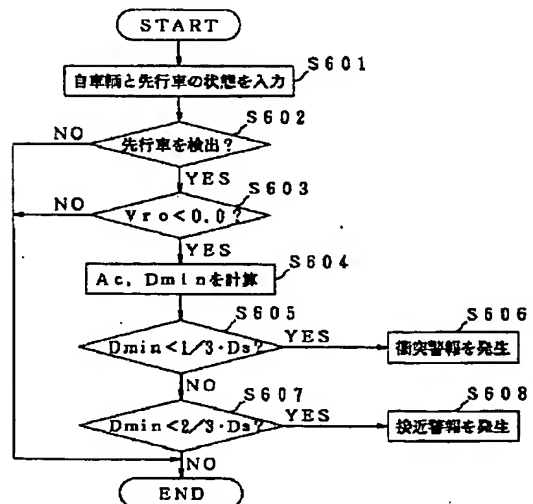 START
S601
自車輌と先行車の状態を入力
S602
NO
先行車を検出?
YES
S603
NO
Vro<0.0?
YES
S604
Ac, Dminを計算
S605
S606
Dmin<1/3・Ds?
YES
衝突警報を発生
NO
S607
S608
Dmin<2/3・Ds?
YES
接近警報を発生
NO
END